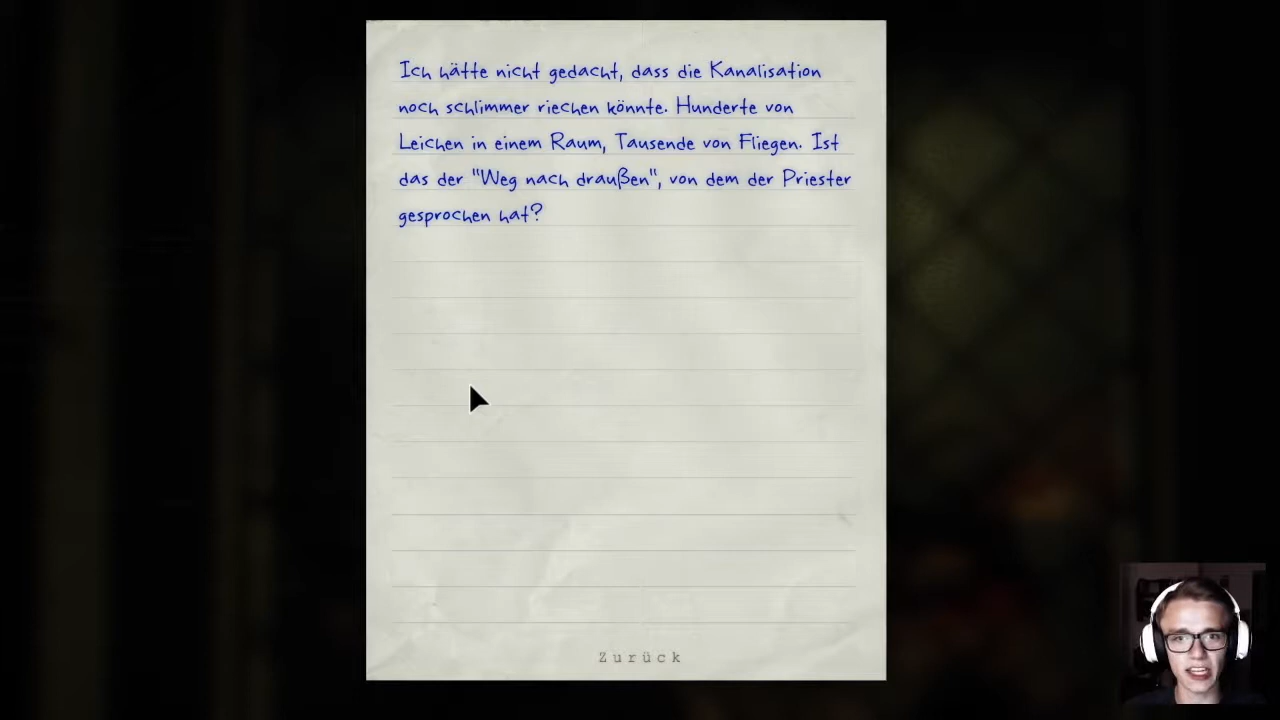 Ich hätte nicht gedacht, dass die Kanalisation
noch schlimmer riechen könnte. Hunderte von
Leichen in einem Raum, Tausende von Fliegen. Ist
das der "Weg nach draußen", von dem der Priester
gesprochen hat?
Zurück